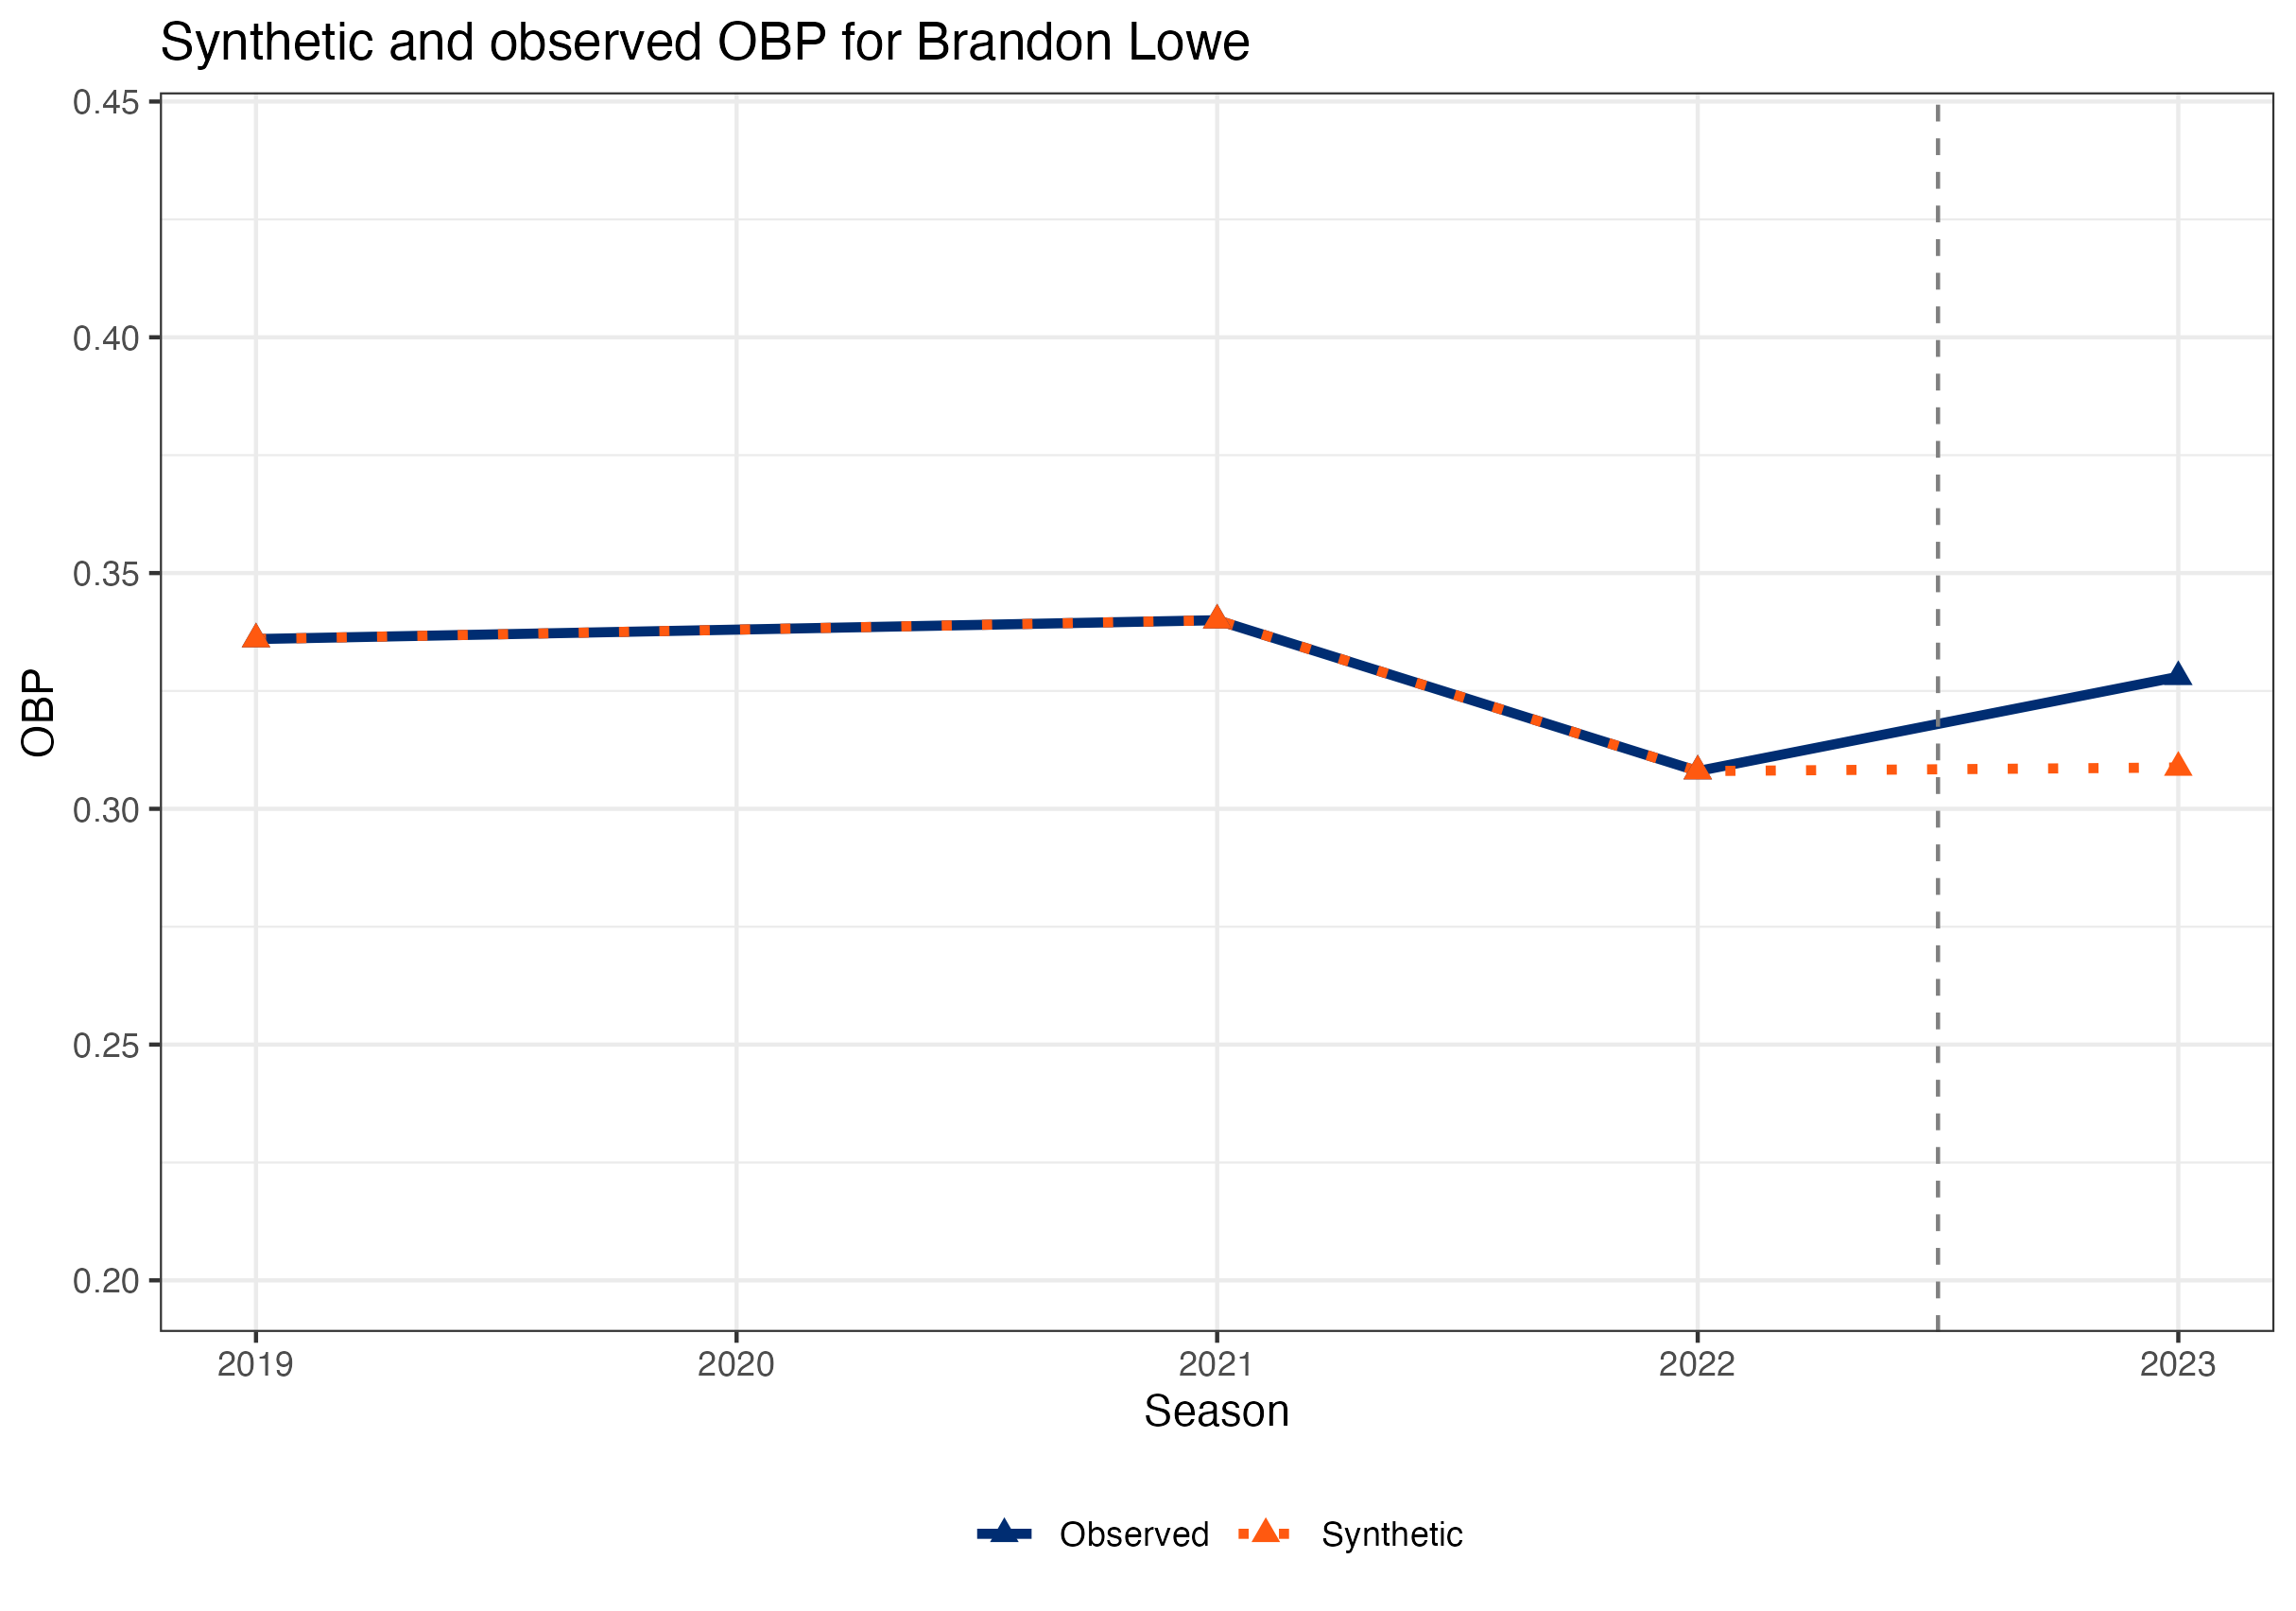 Synthetic and observed OBP for Brandon Lowe
0.45
0.40
0.35
0.30
0.25
0.20
OBP
2019 2020 2021 2022 2023
Season
Observed Synthetic